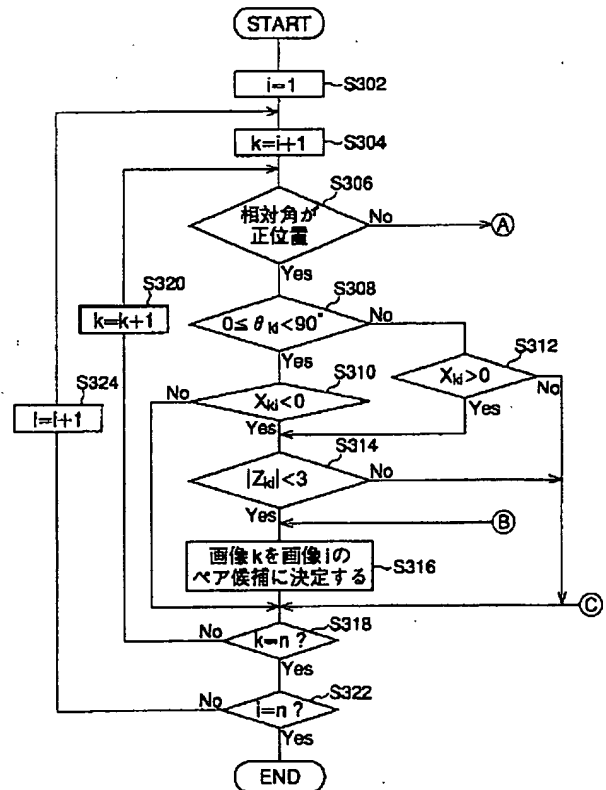 START
i=1
S302
k=i+1
S304
S306
相対角が
正位置
No
A
Yes
S320
k=k+1
S308
0≦θki<90°
No
Yes
S312
Xki>0
No
Yes
S324
i=i+1
S310
No
Xki<0
Yes
S314
|Zki|<3
No
Yes
B
画像kを画像iの
ペア候補に決定する
S316
C
S318
No
k=n ?
Yes
S322
No
i=n ?
Yes
END